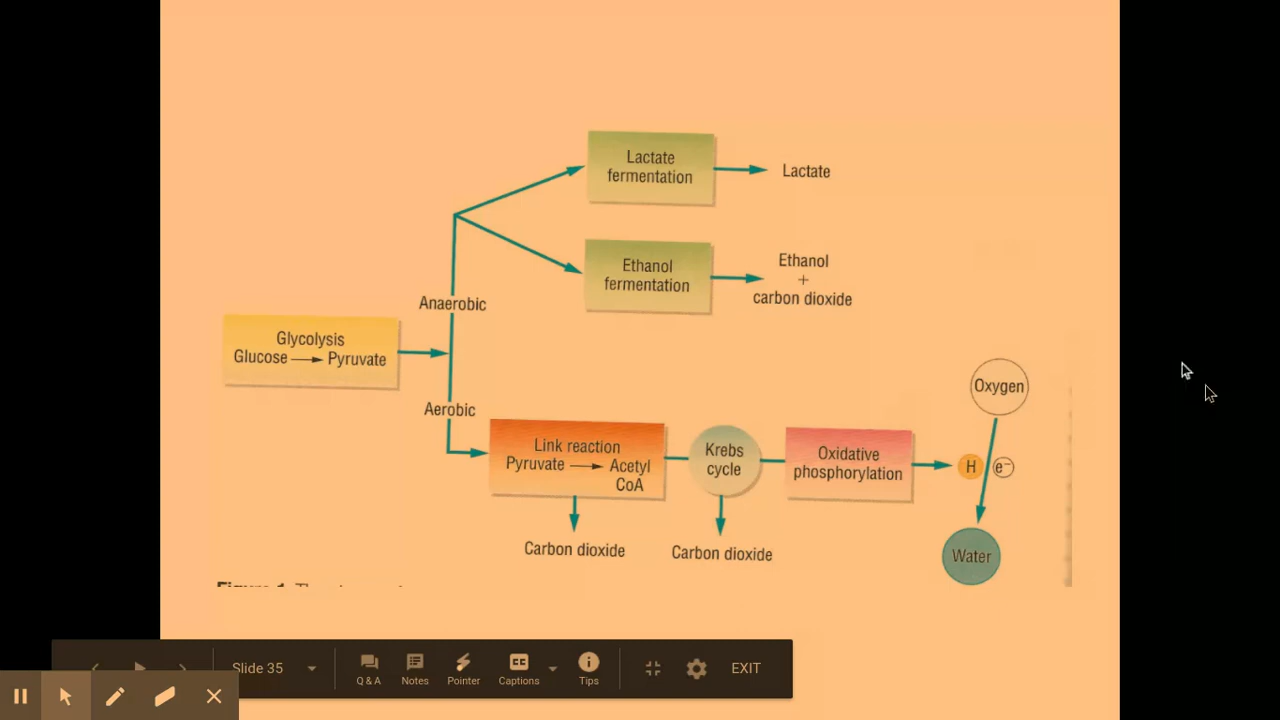 Lactate
fermentation
Lactate
Ethanol
fermentation
Ethanol
+
carbon dioxide
Anaerobic
Glycolysis
Glucose → Pyruvate
Aerobic
Link reaction
Pyruvate → Acetyl
CoA
Krebs
cycle
Oxidative
phosphorylation
Oxygen
H
e⁻
Carbon dioxide
Carbon dioxide
Water
Slide 35
Q & A
Notes
Pointer
CC
Captions
Tips
EXIT